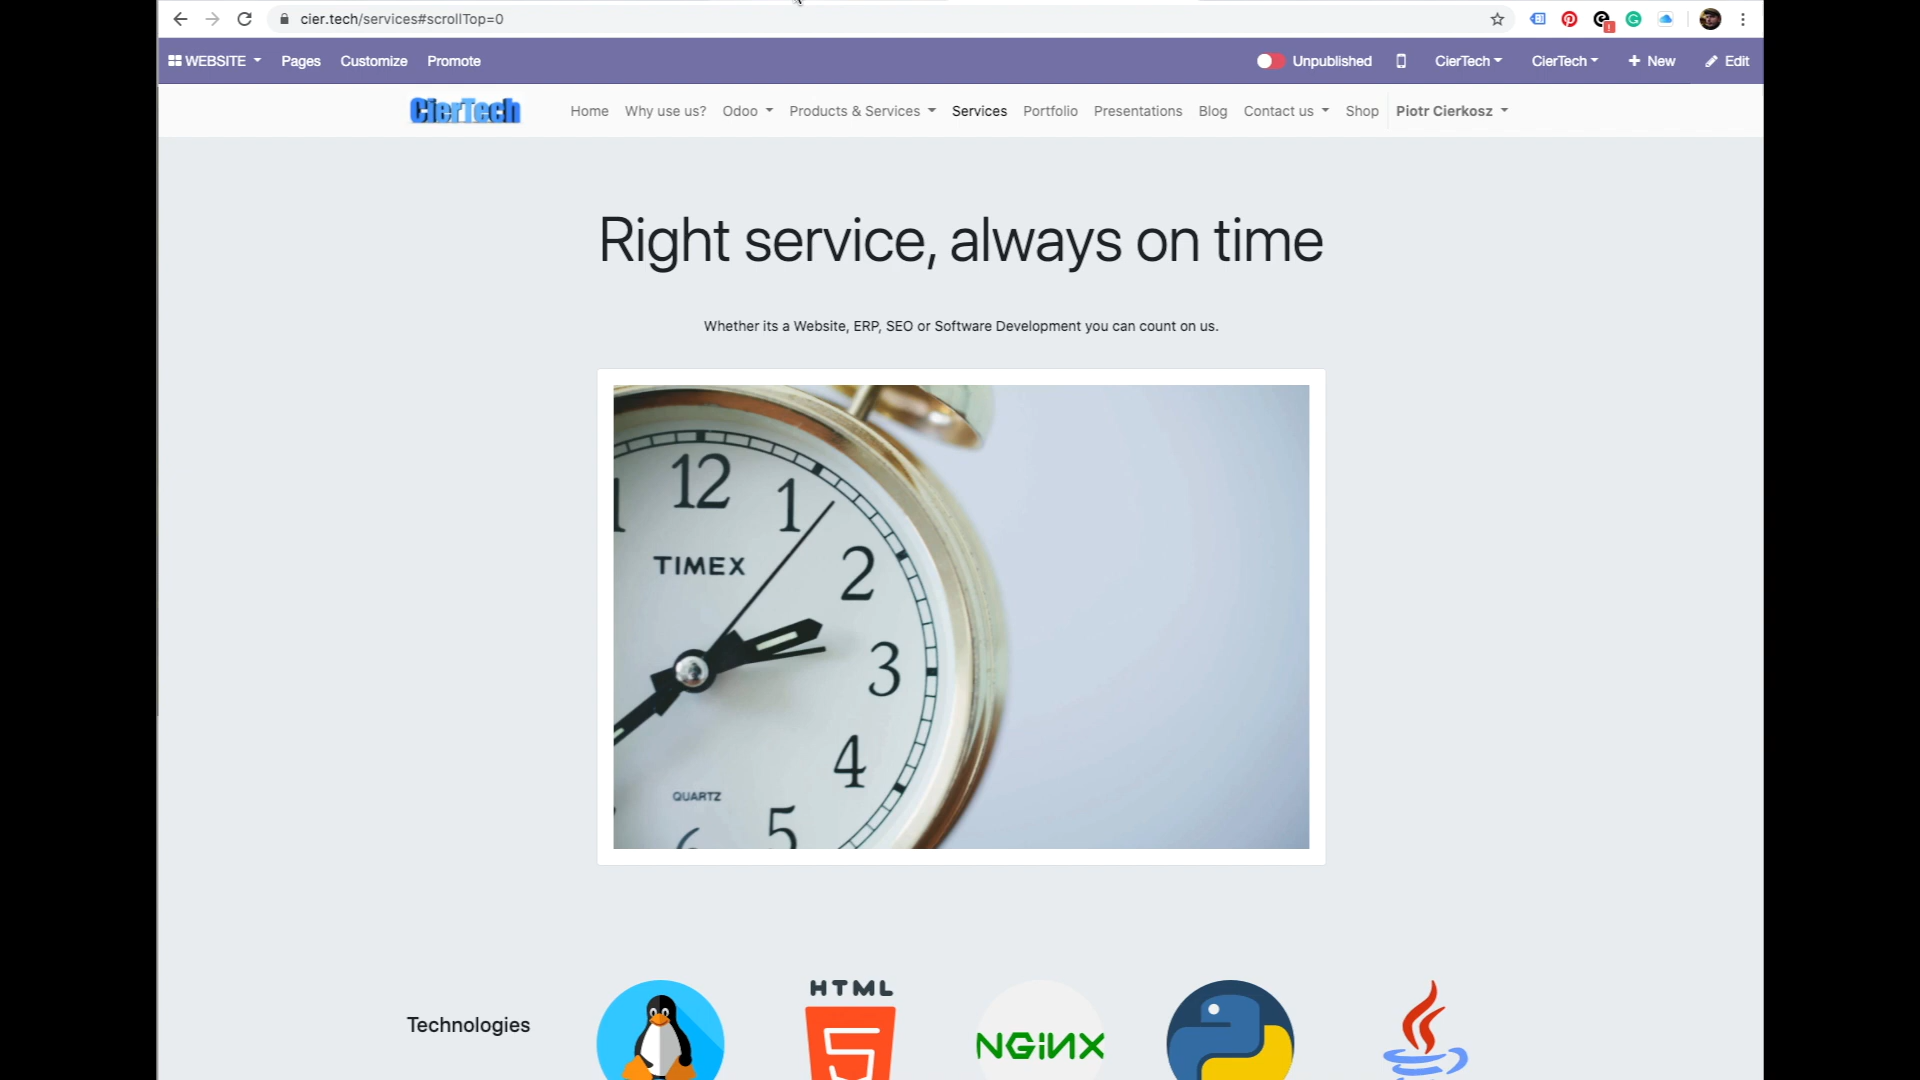 cier.tech/services#scrollTop=0
WEBSITE Pages Customize Promote Unpublished CierTech CierTech New Edit
CierTech Home Why use us? Odoo Products & Services Services Portfolio Presentations Blog Contact us Shop Piotr Cierkosz
Right service, always on time
Whether its a Website, ERP, SEO or Software Development you can count on us.
12
1
TIMEX
2
3
4
QUARTZ
5
6
HTML
Technologies
5
NGINX